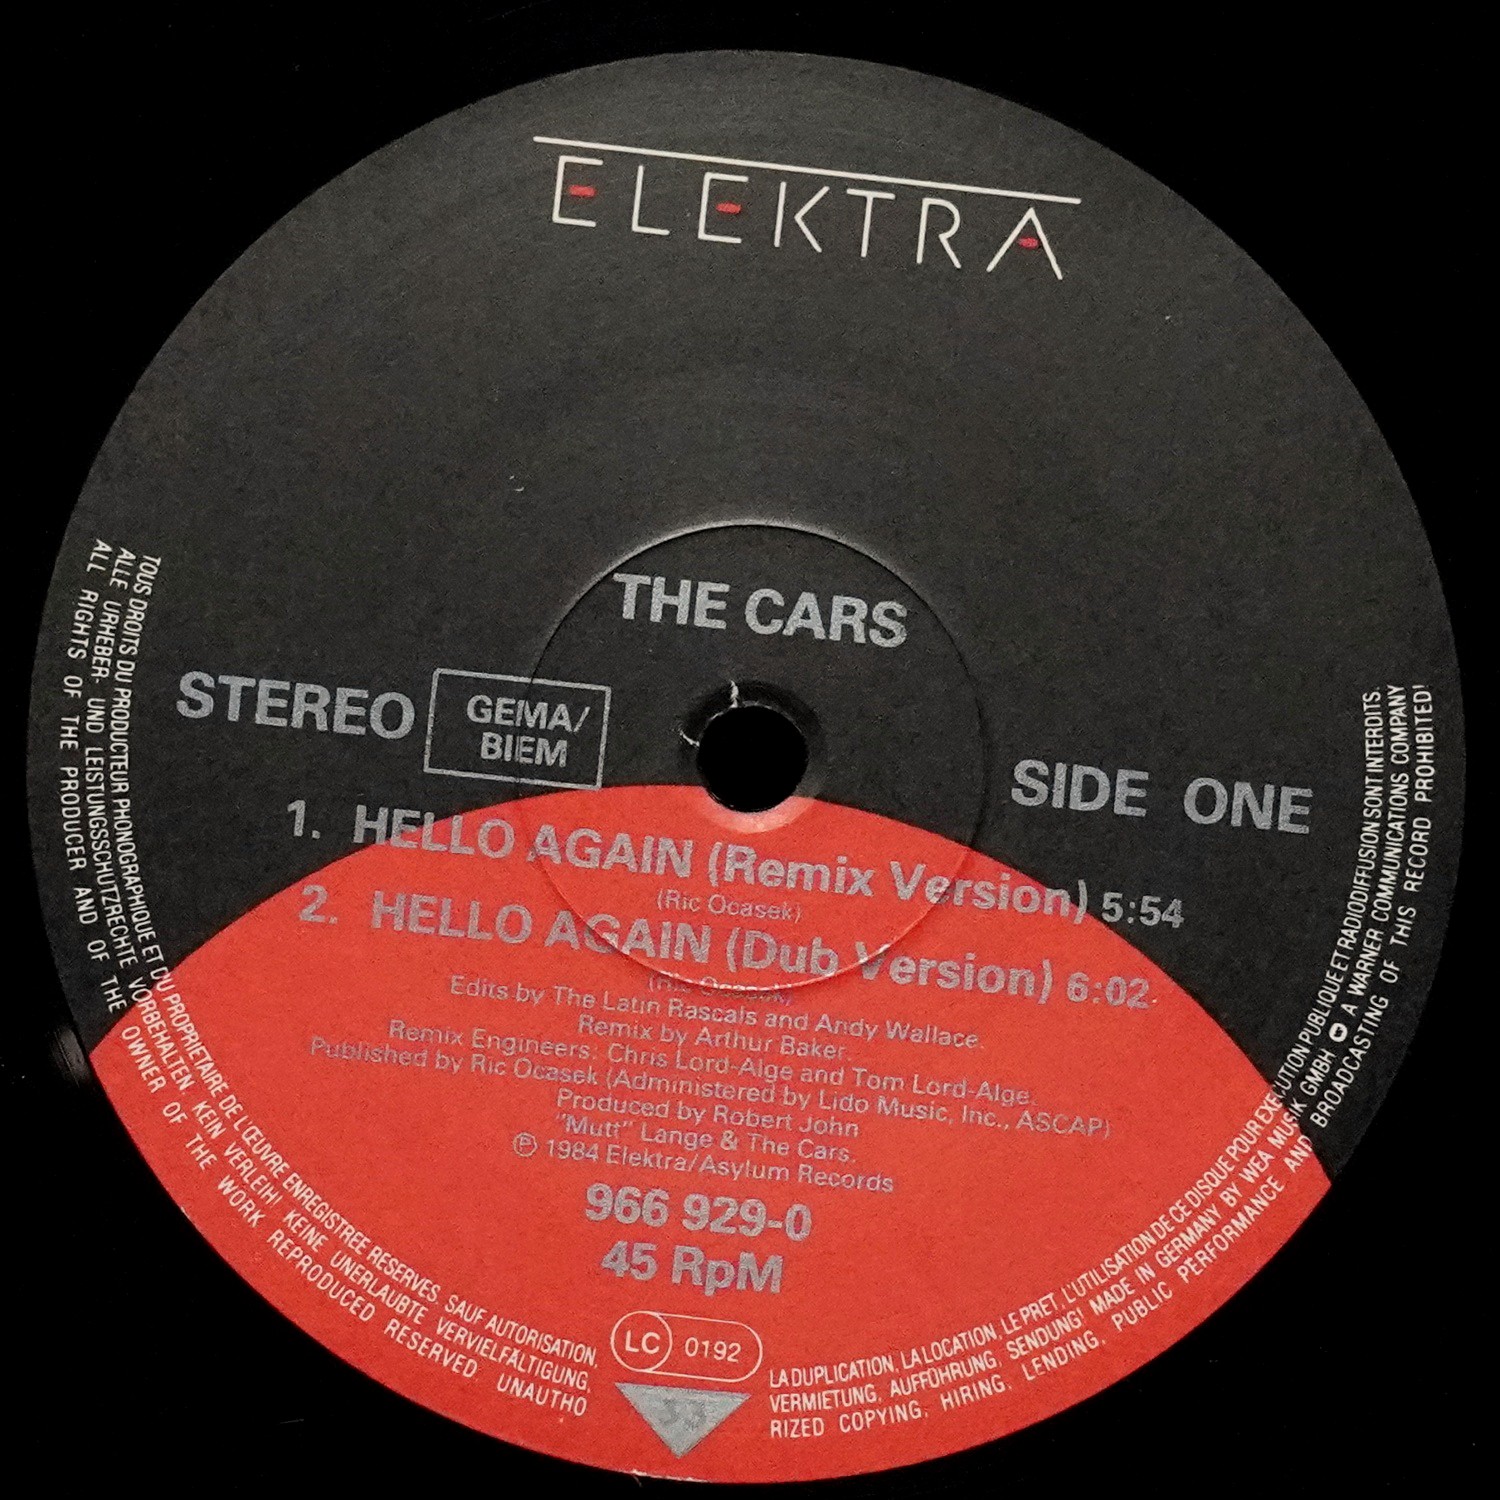 ELEKTRA
THE CARS
STEREO
GEMA/
BIEM
SIDE ONE
1. HELLO AGAIN (Remix Version) 5:54
(Ric Ocasek)
2. HELLO AGAIN (Dub Version) 6:02
(Ric Ocasek)
Edits by The Latin Rascals and Andy Wallace.
Remix by Arthur Baker.
Remix Engineers: Chris Lord-Alge and Tom Lord-Alge.
Published by Ric Ocasek (Administered by Lido Music, Inc., ASCAP)
Produced by Robert John
"Mutt" Lange & The Cars.
℗ 1984 Elektra/Asylum Records
966 929-0
45 RpM
LC 0192
33
TOUS DROITS DU PRODUCTEUR PHONOGRAPHIQUE ET DU PROPRIETAIRE DE L'ŒUVRE ENREGISTREE RESERVES. SAUF AUTORISATION, LA DUPLICATION, LA LOCATION, LE PRET, L'UTILISATION DE CE DISQUE POUR EXECUTION PUBLIQUE ET RADIODIFFUSION SONT INTERDITS.
ALLE URHEBER- UND LEISTUNGSSCHUTZRECHTE VORBEHALTEN. KEIN VERLEIH! KEINE UNERLAUBTE VERVIELFÄLTIGUNG, VERMIETUNG, AUFFÜHRUNG, SENDUNG! MADE IN GERMANY BY WEA MUSIK GMBH A WARNER COMMUNICATIONS COMPANY
ALL RIGHTS OF THE PRODUCER AND OF THE OWNER OF THE WORK REPRODUCED RESERVED. UNAUTHORIZED COPYING, HIRING, LENDING, PUBLIC PERFORMANCE AND BROADCASTING OF THIS RECORD PROHIBITED!